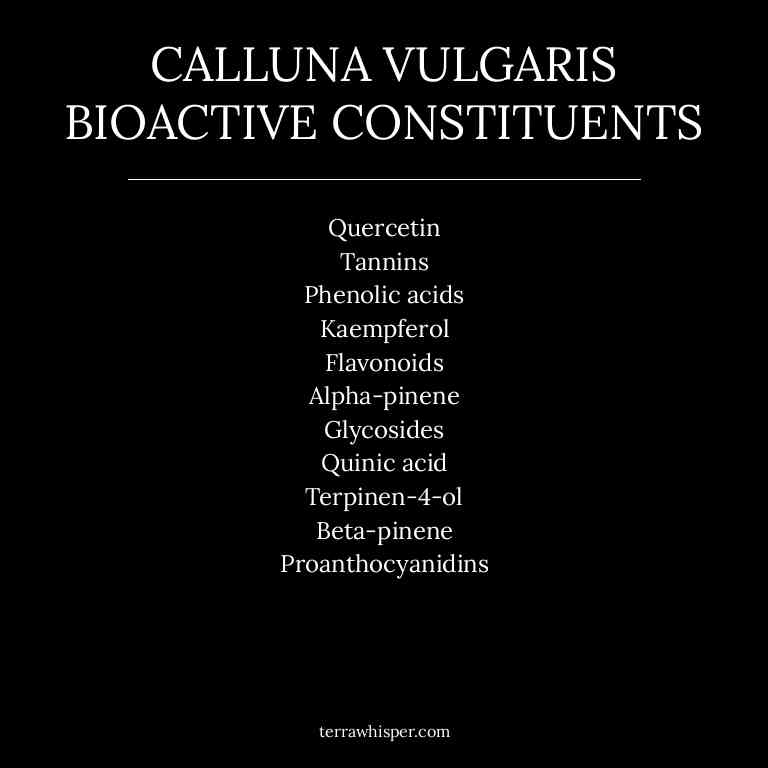 CALLUNA VULGARIS
BIOACTIVE CONSTITUENTS
Quercetin
Tannins
Phenolic acids
Kaempferol
Flavonoids
Alpha-pinene
Glycosides
Quinic acid
Terpinen-4-ol
Beta-pinene
Proanthocyanidins
terrawhisper.com